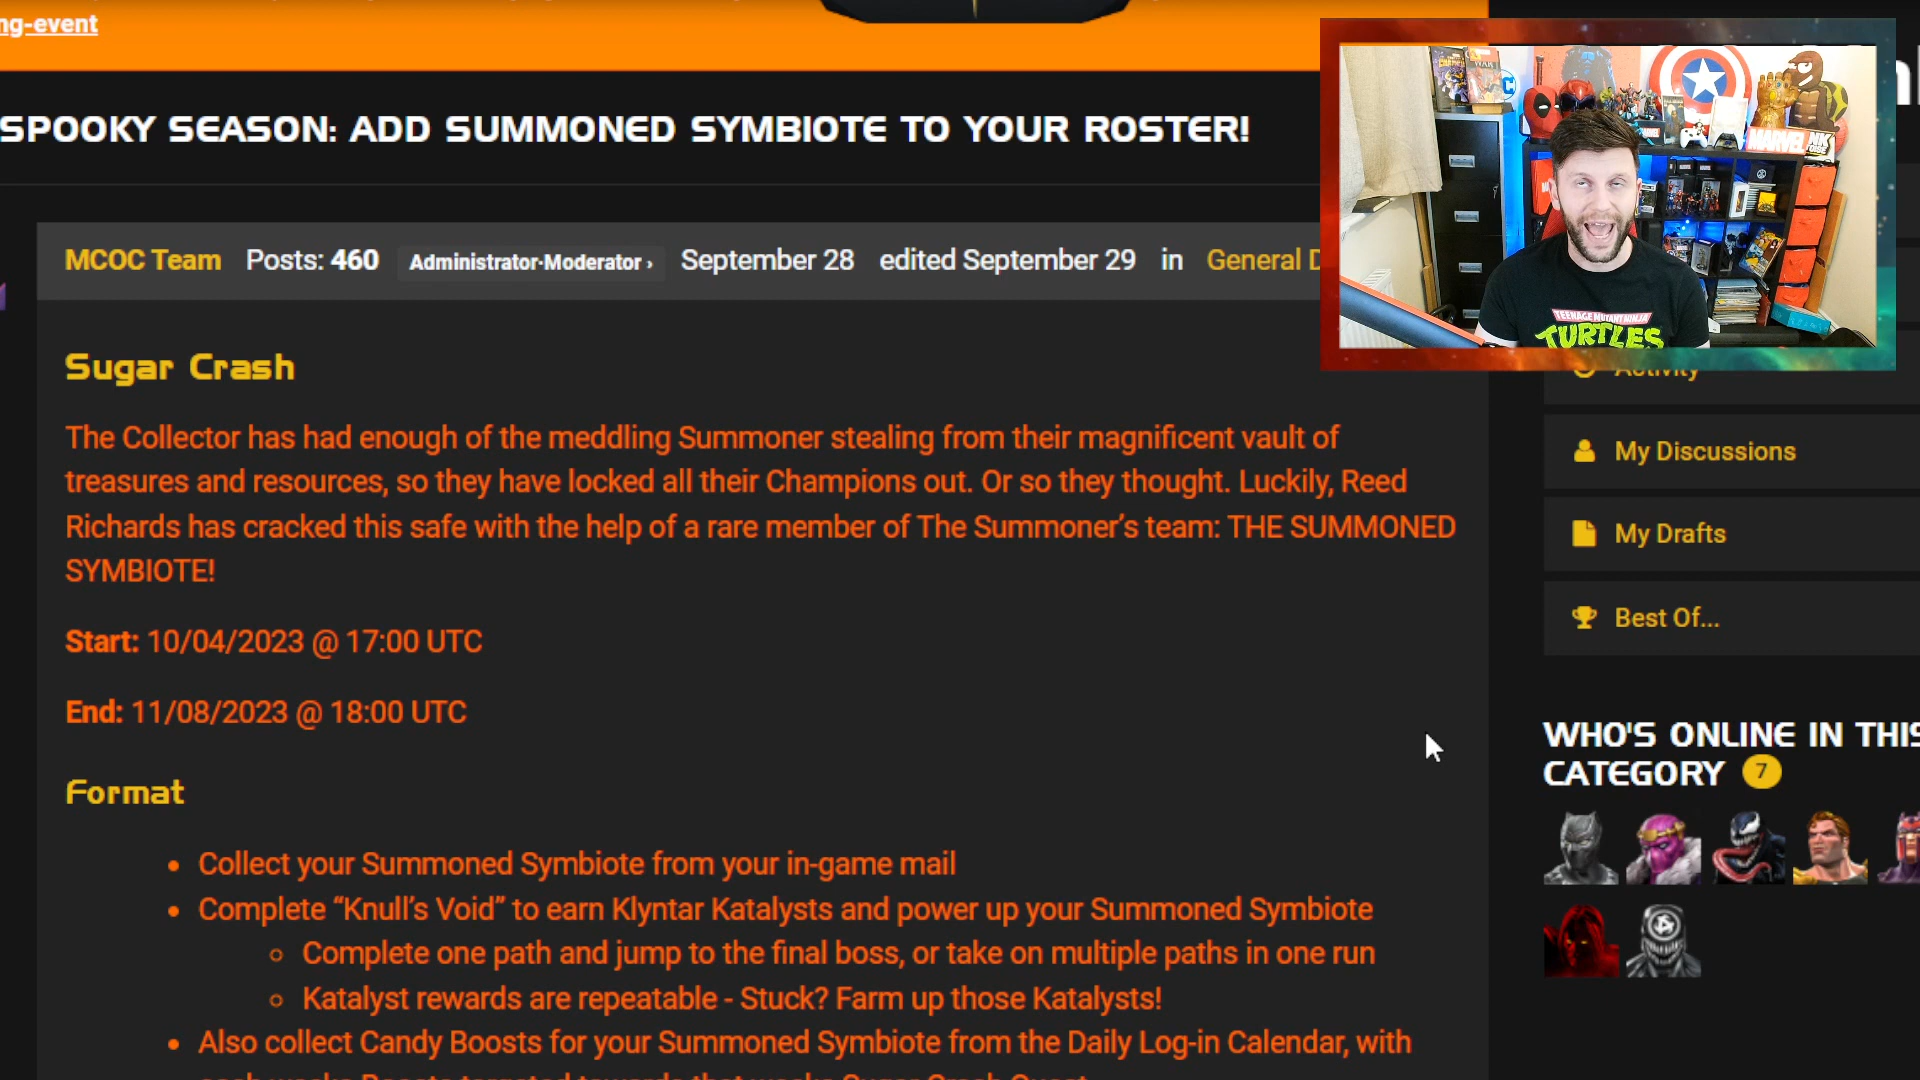 ng-event
SPOOKY SEASON: ADD SUMMONED SYMBIOTE TO YOUR ROSTER!
MCOC Team Posts: 460 Administrator·Moderator › September 28 edited September 29 in General D
Sugar Crash
The Collector has had enough of the meddling Summoner stealing from their magnificent vault of
treasures and resources, so they have locked all their Champions out. Or so they thought. Luckily, Reed
Richards has cracked this safe with the help of a rare member of The Summoner’s team: THE SUMMONED
SYMBIOTE!
Start: 10/04/2023 @ 17:00 UTC
End: 11/08/2023 @ 18:00 UTC
Format
• Collect your Summoned Symbiote from your in-game mail
• Complete “Knull’s Void” to earn Klyntar Katalysts and power up your Summoned Symbiote
○ Complete one path and jump to the final boss, or take on multiple paths in one run
○ Katalyst rewards are repeatable - Stuck? Farm up those Katalysts!
• Also collect Candy Boosts for your Summoned Symbiote from the Daily Log-in Calendar, with
MARVEL
TEENAGE MUTANT NINJA
TURTLES
Activity
My Discussions
My Drafts
Best Of...
WHO'S ONLINE IN THIS
CATEGORY 7